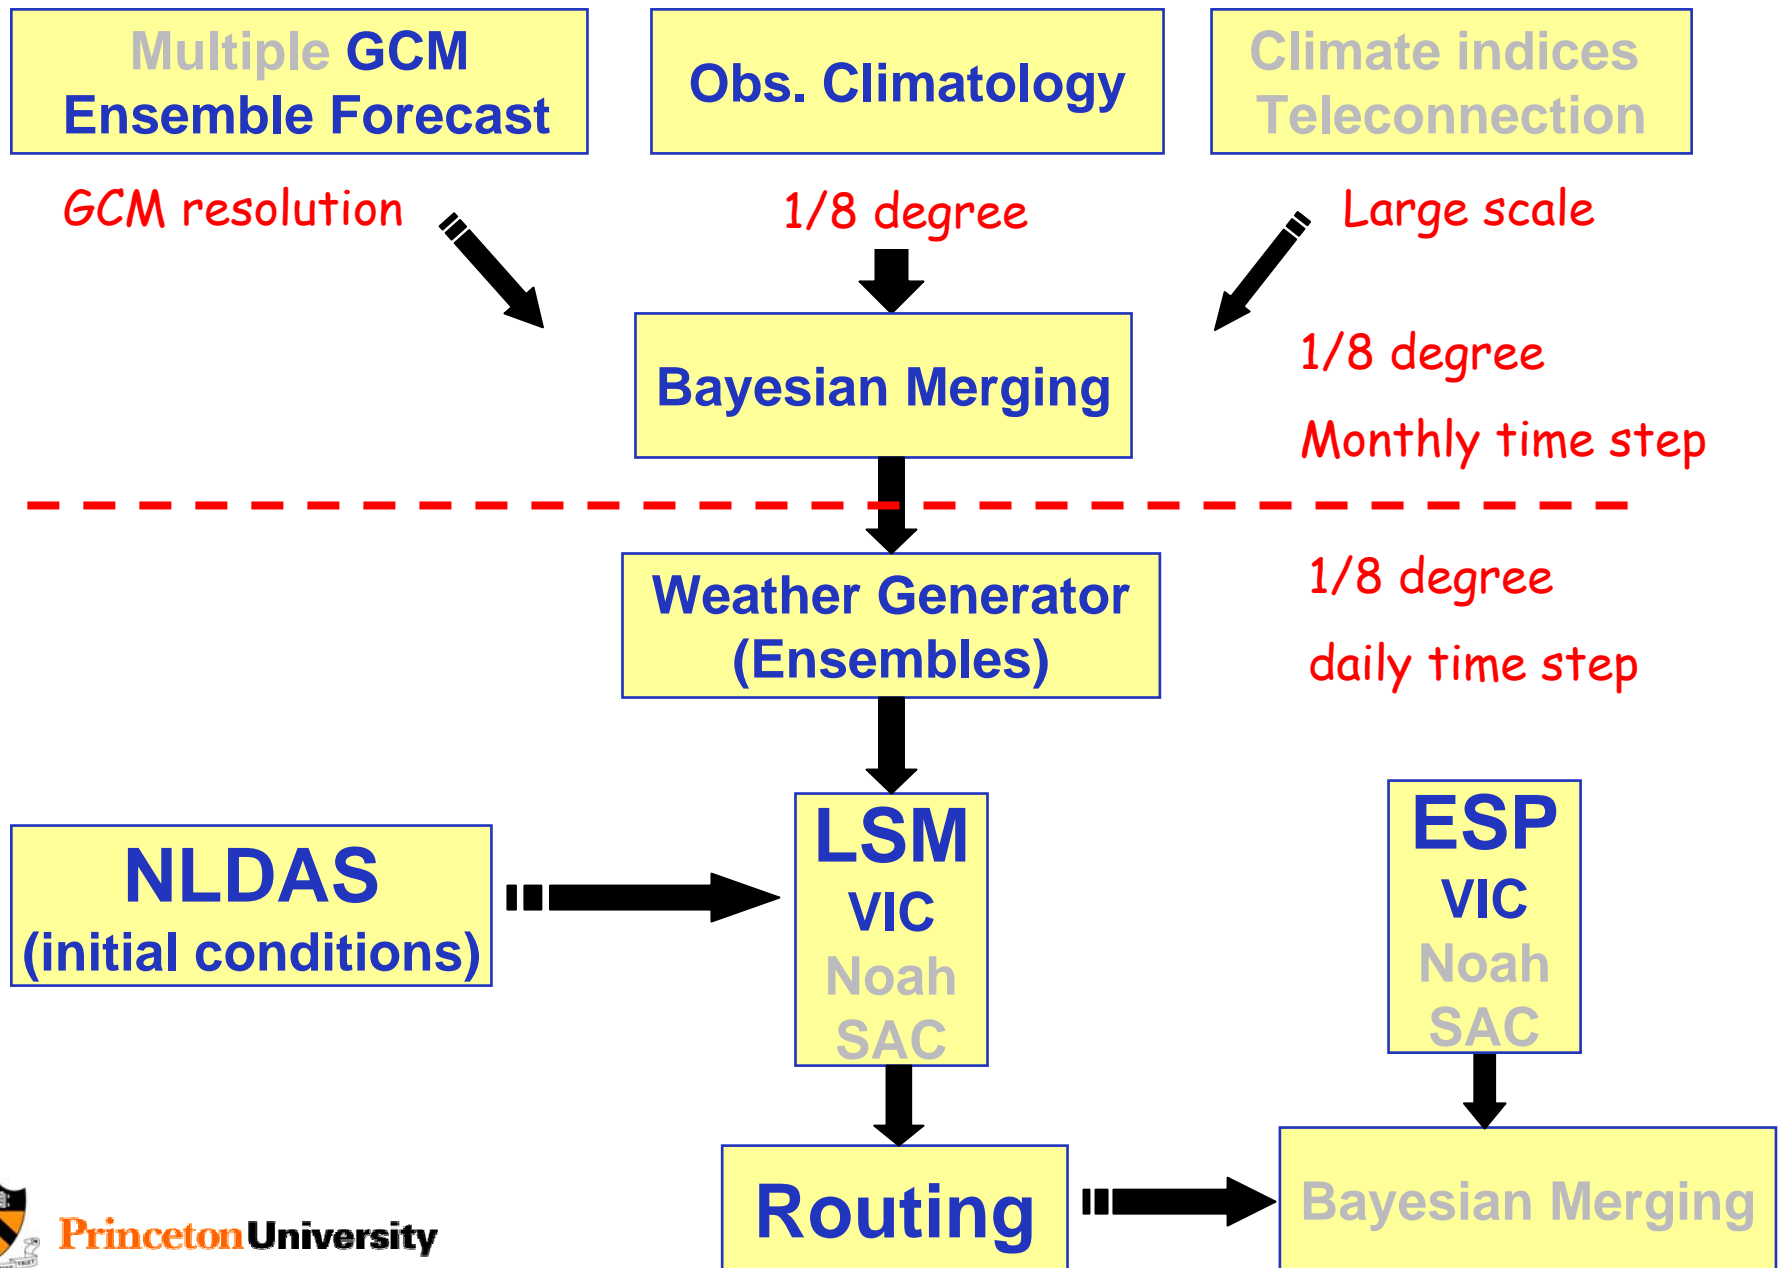 Multiple GCM
Ensemble Forecast
Obs. Climatology
Climate indices
Teleconnection
GCM resolution
1/8 degree
Large scale
Bayesian Merging
1/8 degree
Monthly time step
Weather Generator
(Ensembles)
1/8 degree
daily time step
NLDAS
(initial conditions)
LSM
VIC
Noah
SAC
ESP
VIC
Noah
SAC
Routing
Bayesian Merging
Princeton University